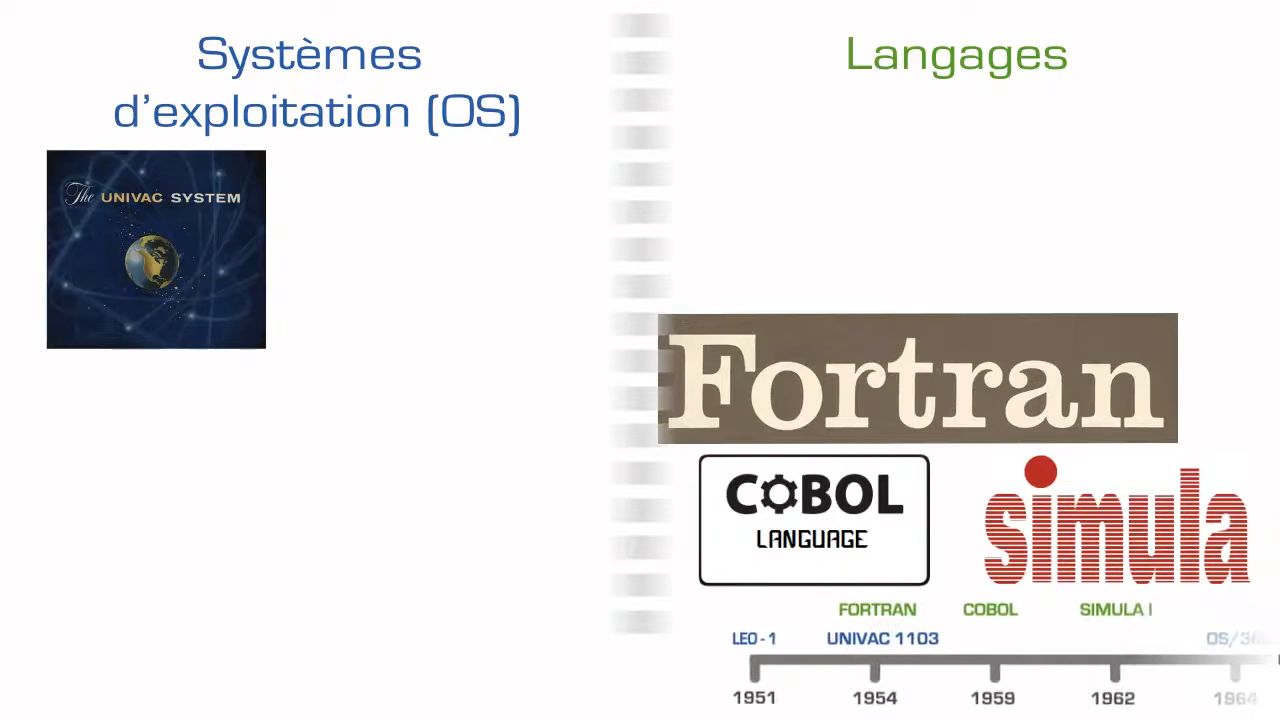 Systèmes
d’exploitation (OS)
The UNIVAC SYSTEM
Langages
Fortran
COBOL
LANGUAGE
simula
FORTRAN COBOL SIMULA I
LEO - 1 UNIVAC 1103
1951 1954 1959 1962 1964